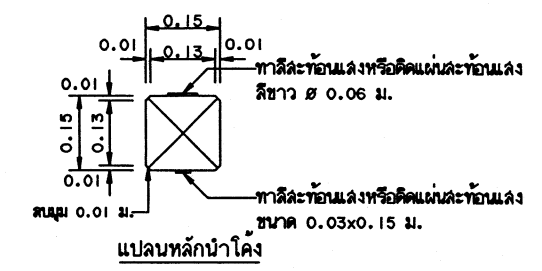 0.15
0.01 0.13 0.01
ทาสีสะท้อนแสงหรือติดแผ่นสะท้อนแสง
สีขาว Ø 0.06 ม.
0.01
0.15
0.13
0.01
ลบมุม 0.01 ม.
ทาสีสะท้อนแสงหรือติดแผ่นสะท้อนแสง
ขนาด 0.03x0.15 ม.
แปลนหลักนำโค้ง